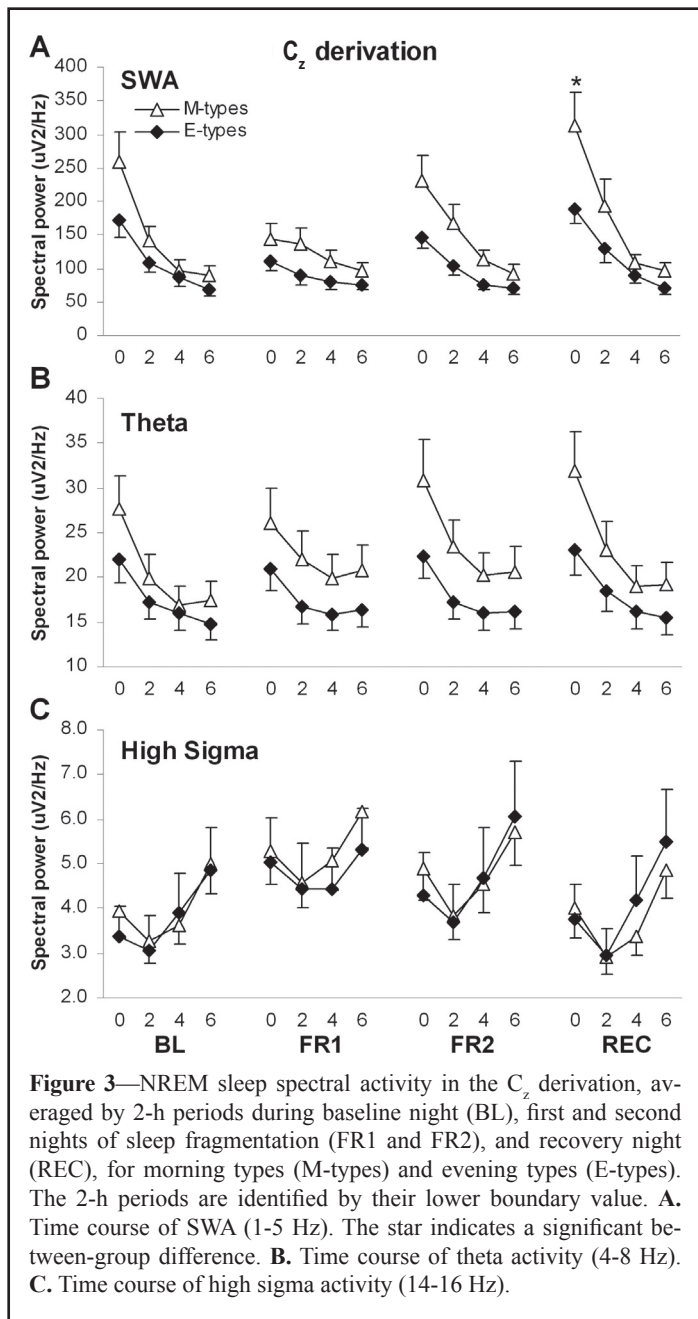 A
C_z derivation
SWA
M-types
E-types
*
Spectral power (uV2/Hz)
400
350
300
250
200
150
100
50
0
0 2 4 6 0 2 4 6 0 2 4 6 0 2 4 6
B
Theta
Spectral power (uV2/Hz)
40
35
30
25
20
15
10
0 2 4 6 0 2 4 6 0 2 4 6 0 2 4 6
C
High Sigma
Spectral power (uV2/Hz)
8.0
7.0
6.0
5.0
4.0
3.0
2.0
0 2 4 6 0 2 4 6 0 2 4 6 0 2 4 6
BL FR1 FR2 REC
Figure 3—NREM sleep spectral activity in the C_z derivation, av-
eraged by 2-h periods during baseline night (BL), first and second
nights of sleep fragmentation (FR1 and FR2), and recovery night
(REC), for morning types (M-types) and evening types (E-types).
The 2-h periods are identified by their lower boundary value. A.
Time course of SWA (1-5 Hz). The star indicates a significant be-
tween-group difference. B. Time course of theta activity (4-8 Hz).
C. Time course of high sigma activity (14-16 Hz).